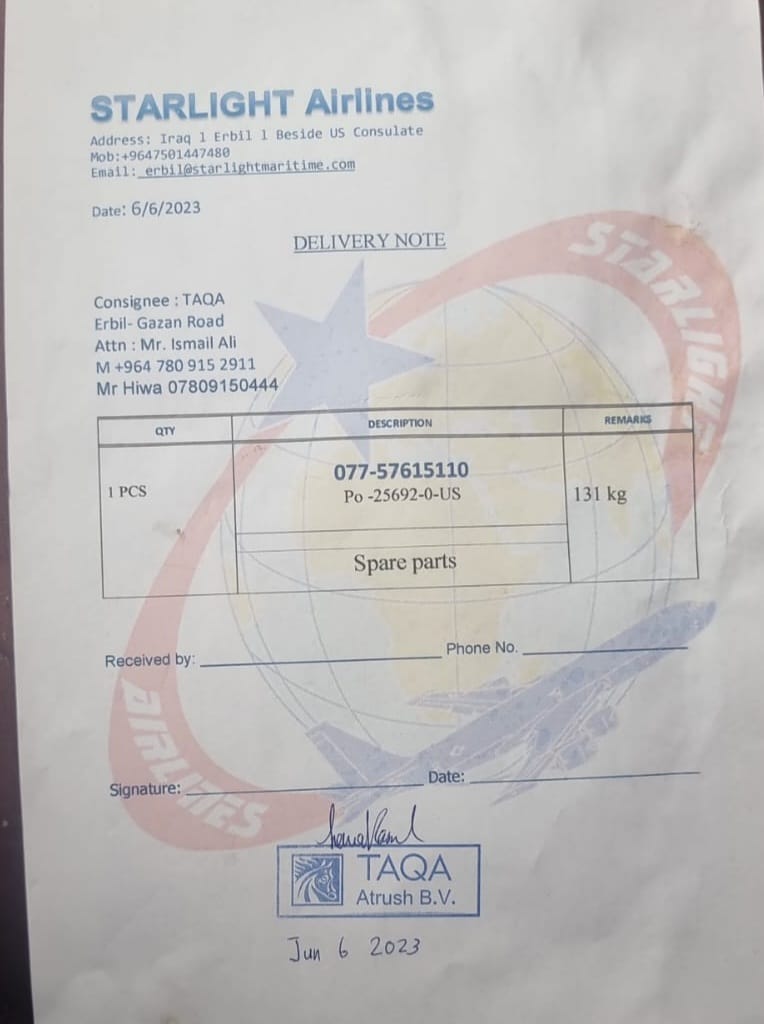 STARLIGHT Airlines
Address: Iraq l Erbil l Beside US Consulate
Mob:+9647501447480
Email: erbil@starlightmaritime.com
Date: 6/6/2023
DELIVERY NOTE
Consignee : TAQA
Erbil- Gazan Road
Attn : Mr. Ismail Ali
M +964 780 915 2911
Mr Hiwa 07809150444
QTY DESCRIPTION REMARKS
1 PCS 077-57615110 131 kg
Po -25692-0-US
Spare parts
Received by: Phone No.
Signature: Date:
TAQA
Atrush B.V.
Jun 6 2023
STARLIGHT
AIRLINES